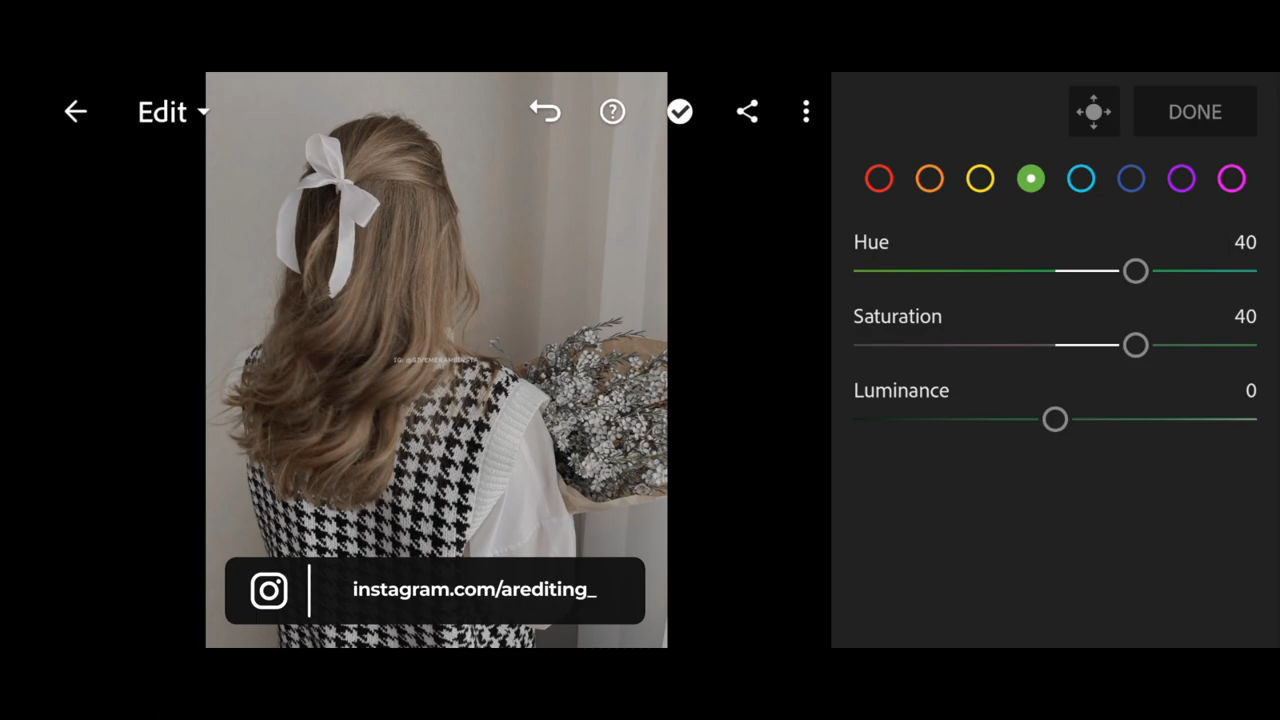 Edit
DONE
Hue 40
Saturation 40
Luminance 0
instagram.com/arediting_